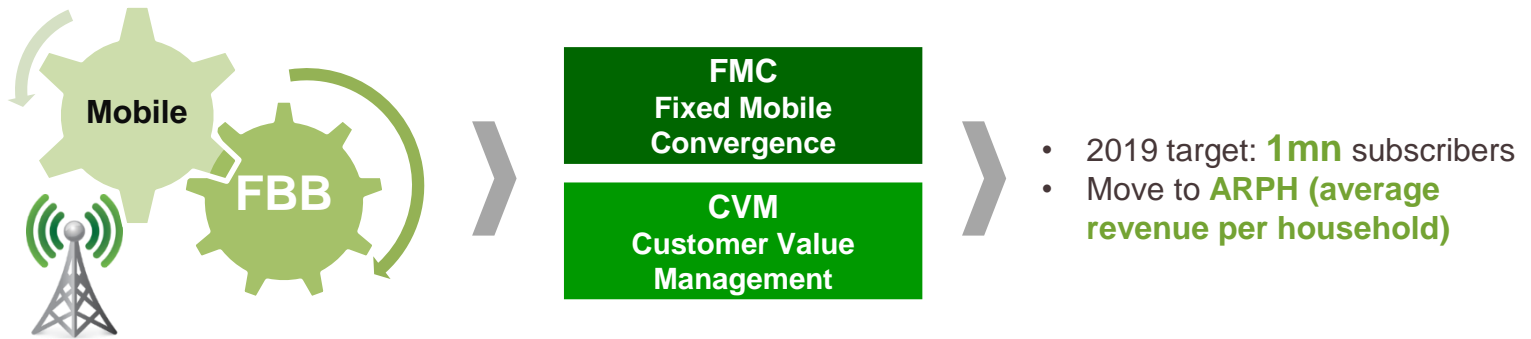 Mobile
FBB
FMC
Fixed Mobile
Convergence
CVM
Customer Value
Management
• 2019 target: 1mn subscribers
• Move to ARPH (average
revenue per household)